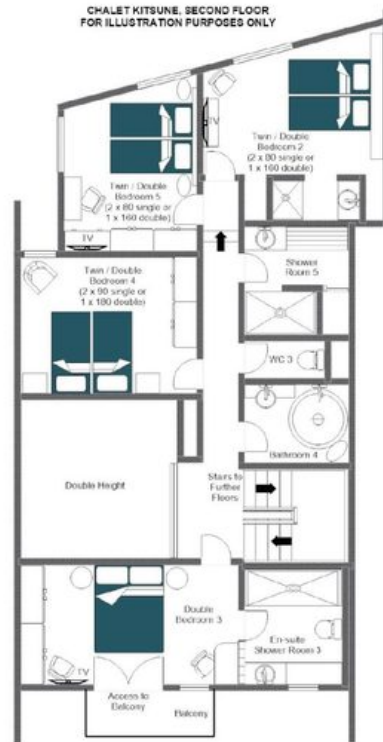 CHALET KITSUNE, SECOND FLOOR
FOR ILLUSTRATION PURPOSES ONLY
TV
Twin / Double
Bedroom 2
(2 x 80 single or
1 x 160 double)
Twin / Double
Bedroom 5
(2 x 80 single or
1 x 160 double)
TV
Shower
Room 5
Twin / Double
Bedroom 4
(2 x 90 single or
1 x 180 double)
WC 3
Bathroom 4
Double Height
Stairs to
Further
Floors
Double
Bedroom 3
En-suite
Shower Room 3
TV
Access to
Balcony
Balcony